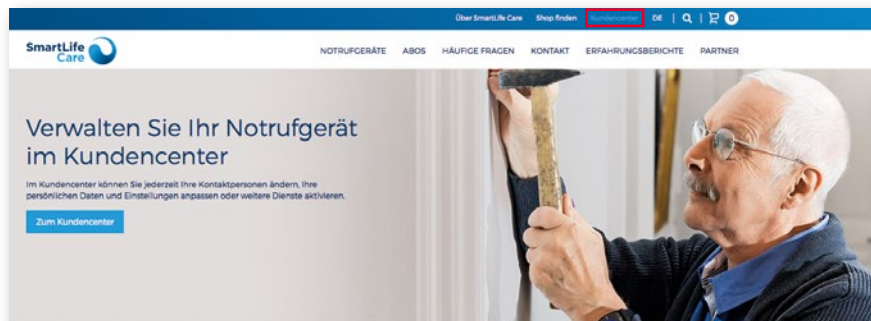 Über SmartLife Care Shop finden Kundencenter DE | | 0
SmartLife
Care
NOTRUFGERÄTE ABOS HÄUFIGE FRAGEN KONTAKT ERFAHRUNGSBERICHTE PARTNER
Verwalten Sie Ihr Notrufgerät
im Kundencenter
Im Kundencenter können Sie jederzeit Ihre Kontaktpersonen ändern, Ihre
persönlichen Daten und Einstellungen anpassen oder weitere Dienste aktivieren.
Zum Kundencenter